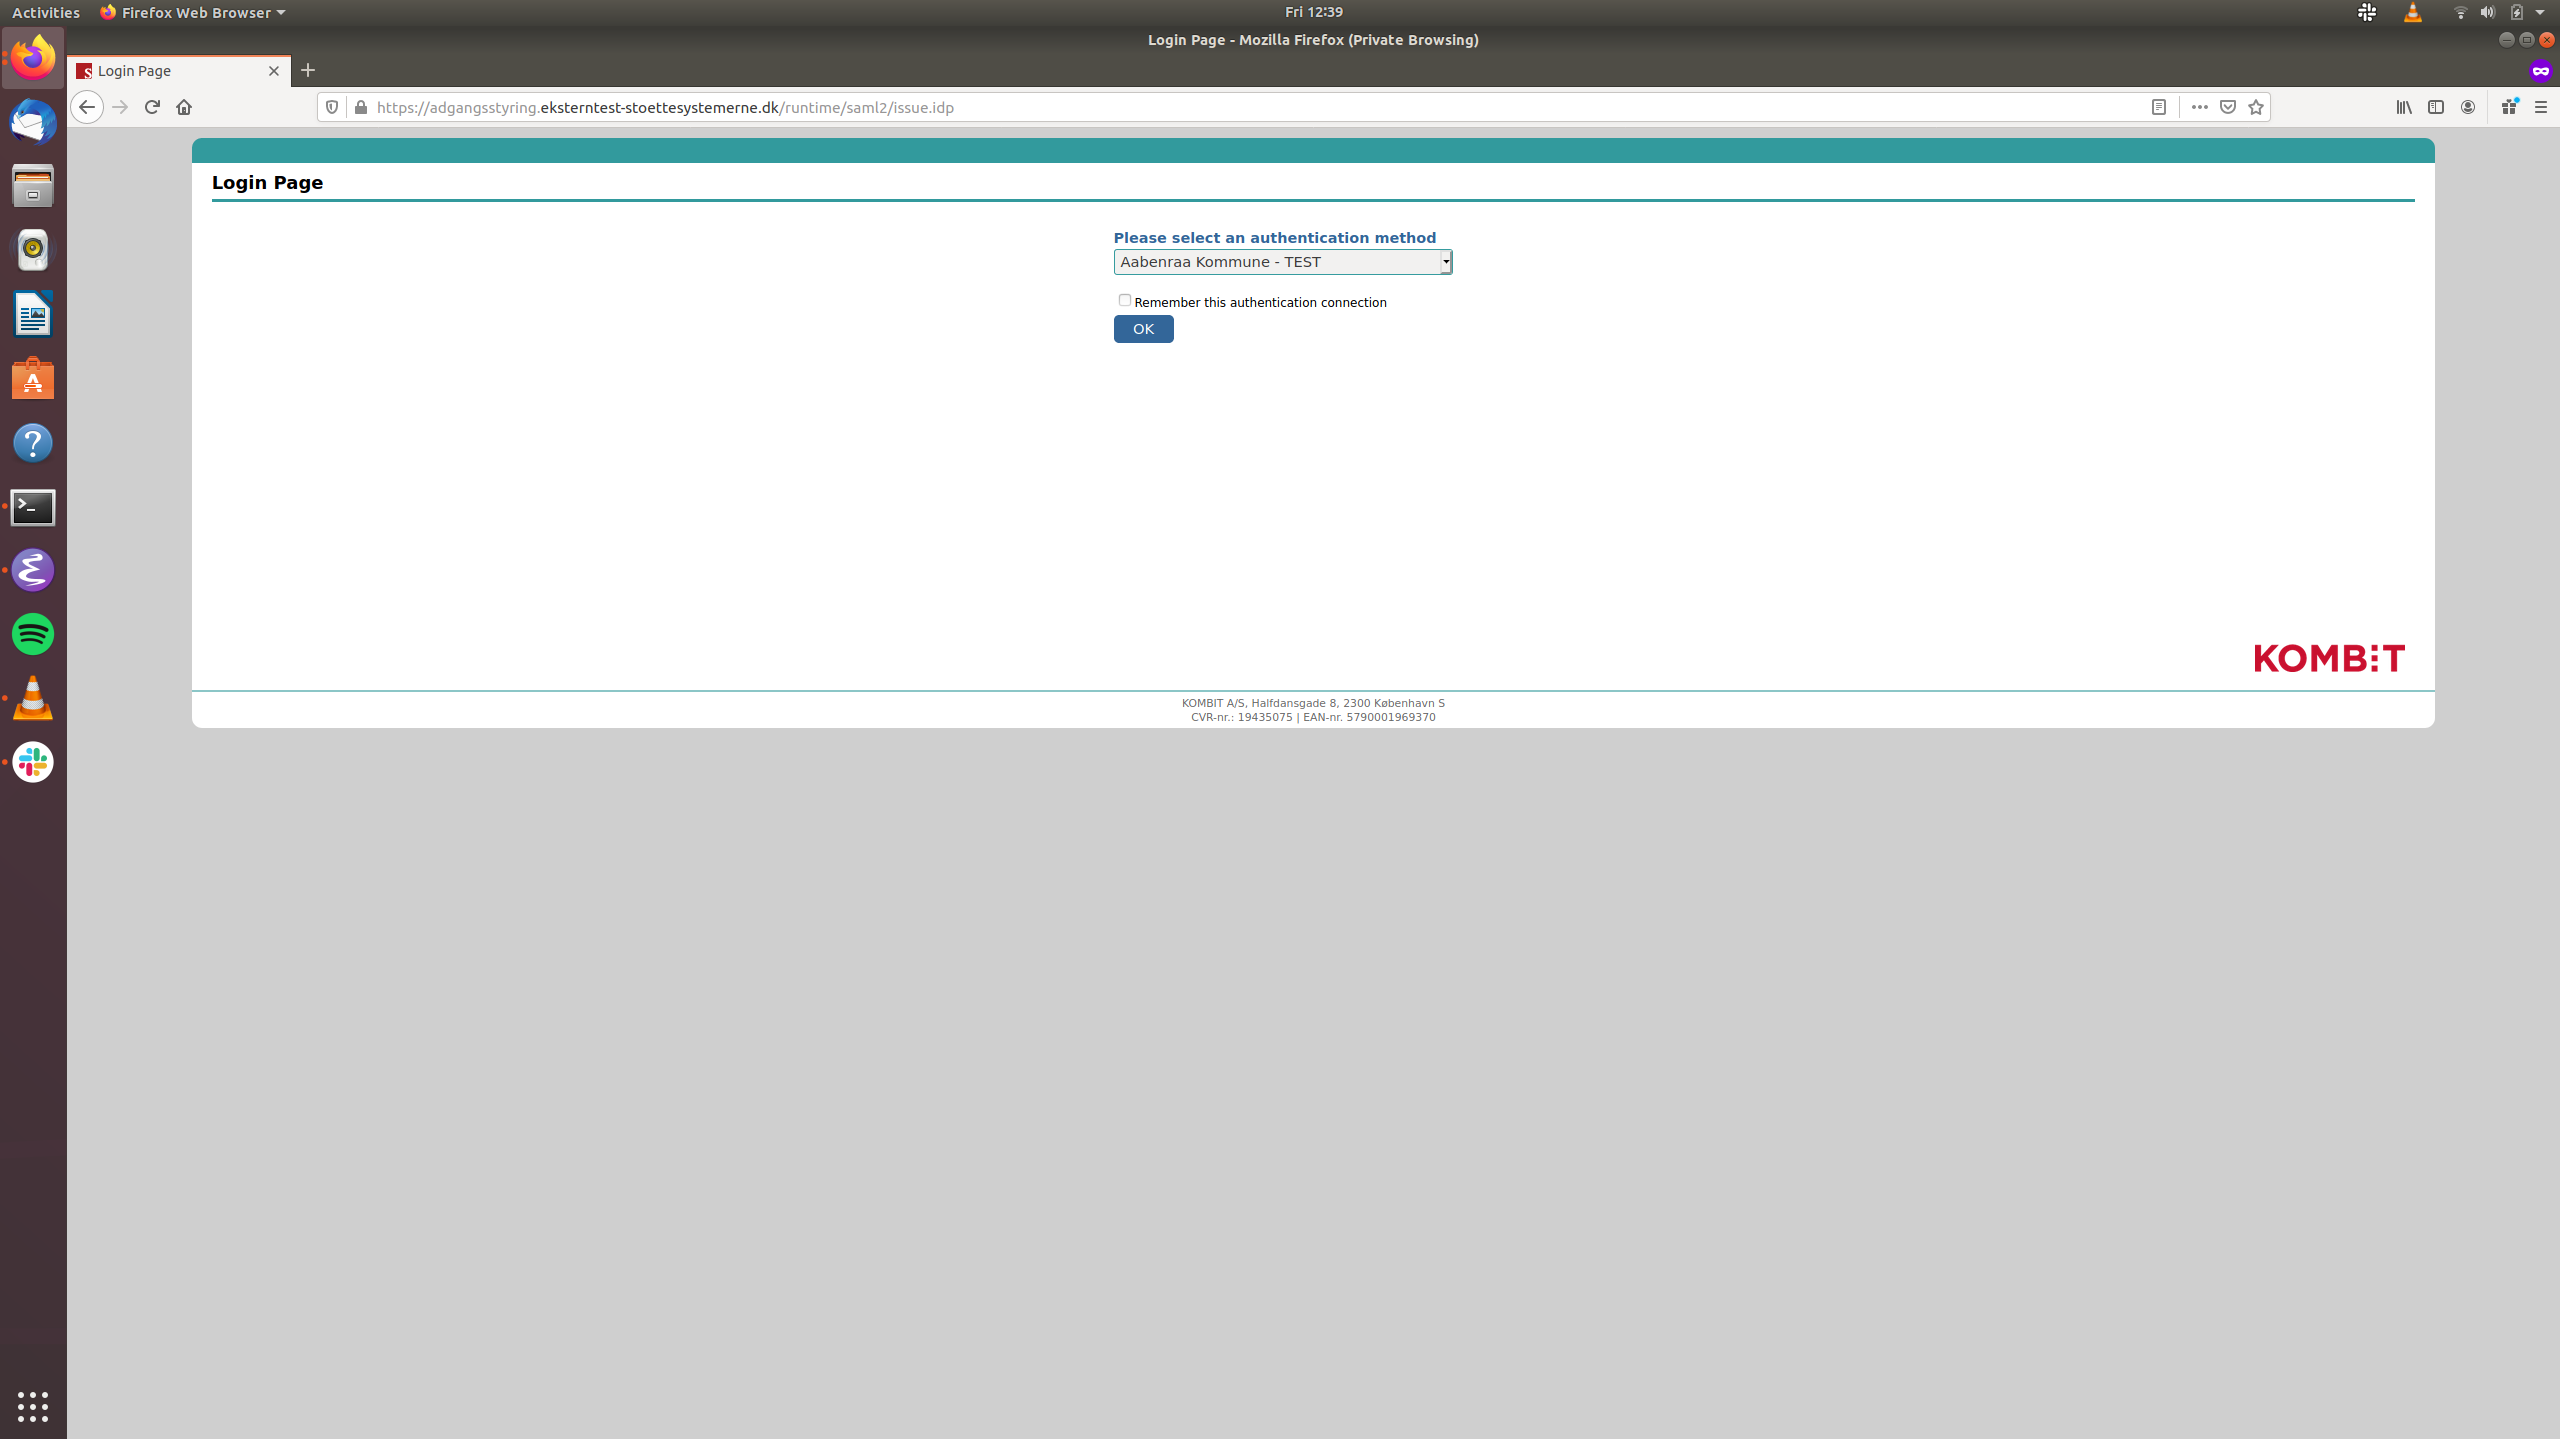 Activities
Firefox Web Browser
Fri 12:39
Login Page - Mozilla Firefox (Private Browsing)
Login Page
https://adgangsstyring.eksterntest-stoettesystemerne.dk/runtime/saml2/issue.idp
Login Page
Please select an authentication method
Aabenraa Kommune - TEST
Remember this authentication connection
OK
KOMBIT
KOMBIT A/S, Halfdansgade 8, 2300 København S
CVR-nr.: 19435075 | EAN-nr. 5790001969370